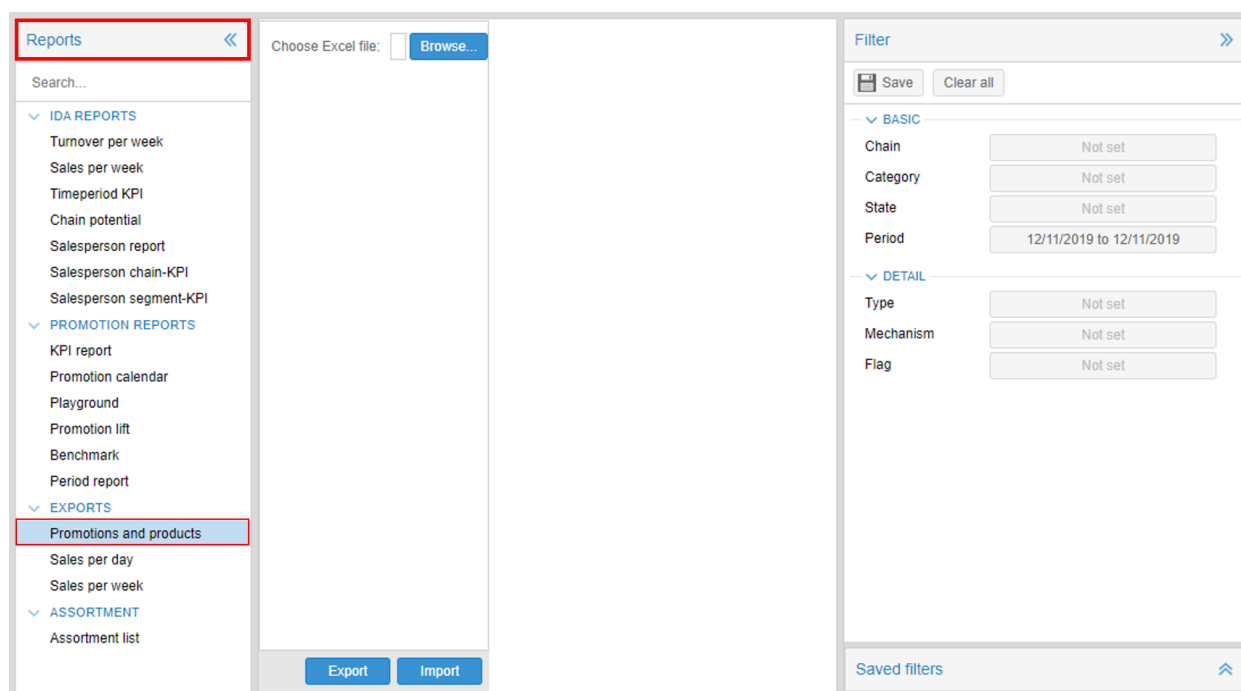 Reports
Search...
IDA REPORTS
Turnover per week
Sales per week
Timeperiod KPI
Chain potential
Salesperson report
Salesperson chain-KPI
Salesperson segment-KPI
PROMOTION REPORTS
KPI report
Promotion calendar
Playground
Promotion lift
Benchmark
Period report
EXPORTS
Promotions and products
Sales per day
Sales per week
ASSORTMENT
Assortment list
Choose Excel file: Browse...
Export Import
Filter
Save Clear all
BASIC
Chain Not set
Category Not set
State Not set
Period 12/11/2019 to 12/11/2019
DETAIL
Type Not set
Mechanism Not set
Flag Not set
Saved filters